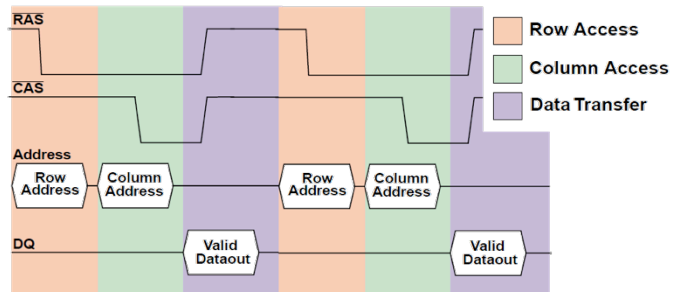 RAS
Row Access
Column Access
CAS
Data Transfer
Address
Row
Address
Column
Address
Row
Address
Column
Address
DQ
Valid
Dataout
Valid
Dataout